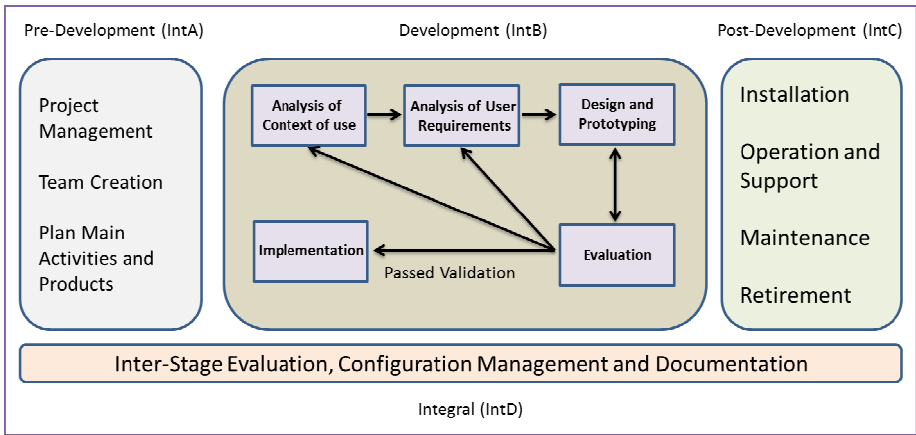 Pre-Development (IntA)
Development (IntB)
Post-Development (IntC)
Project
Management
Team Creation
Plan Main
Activities and
Products
Analysis of
Context of use
Analysis of User
Requirements
Design and
Prototyping
Implementation
Passed Validation
Evaluation
Installation
Operation and
Support
Maintenance
Retirement
Inter-Stage Evaluation, Configuration Management and Documentation
Integral (IntD)